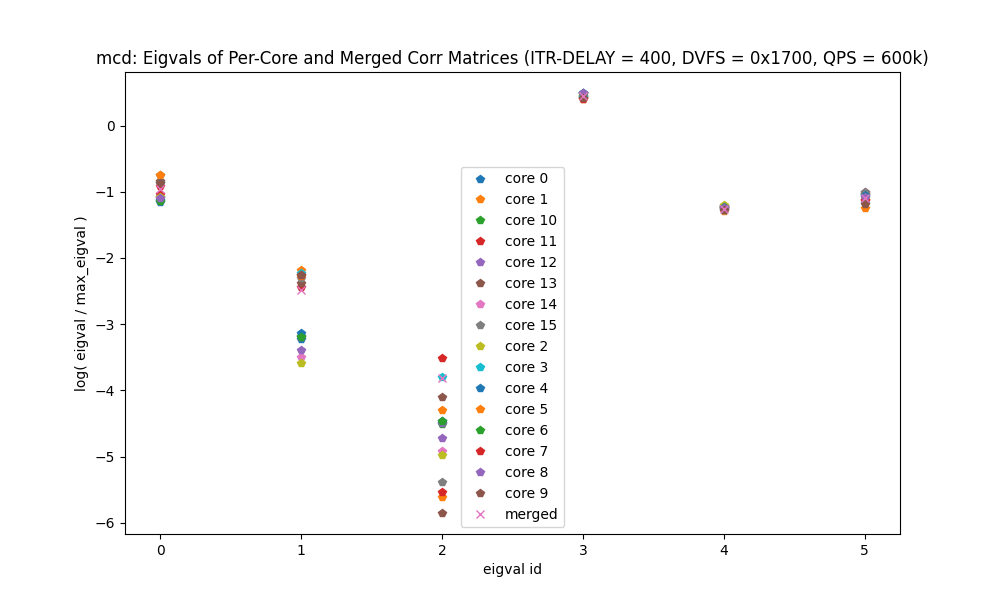 mcd: Eigvals of Per-Core and Merged Corr Matrices (ITR-DELAY = 400, DVFS = 0x1700, QPS = 600k)
log( eigval / max_eigval )
0
−1
−2
−3
−4
−5
−6
core 0
core 1
core 10
core 11
core 12
core 13
core 14
core 15
core 2
core 3
core 4
core 5
core 6
core 7
core 8
core 9
merged
0 1 2 3 4 5
eigval id